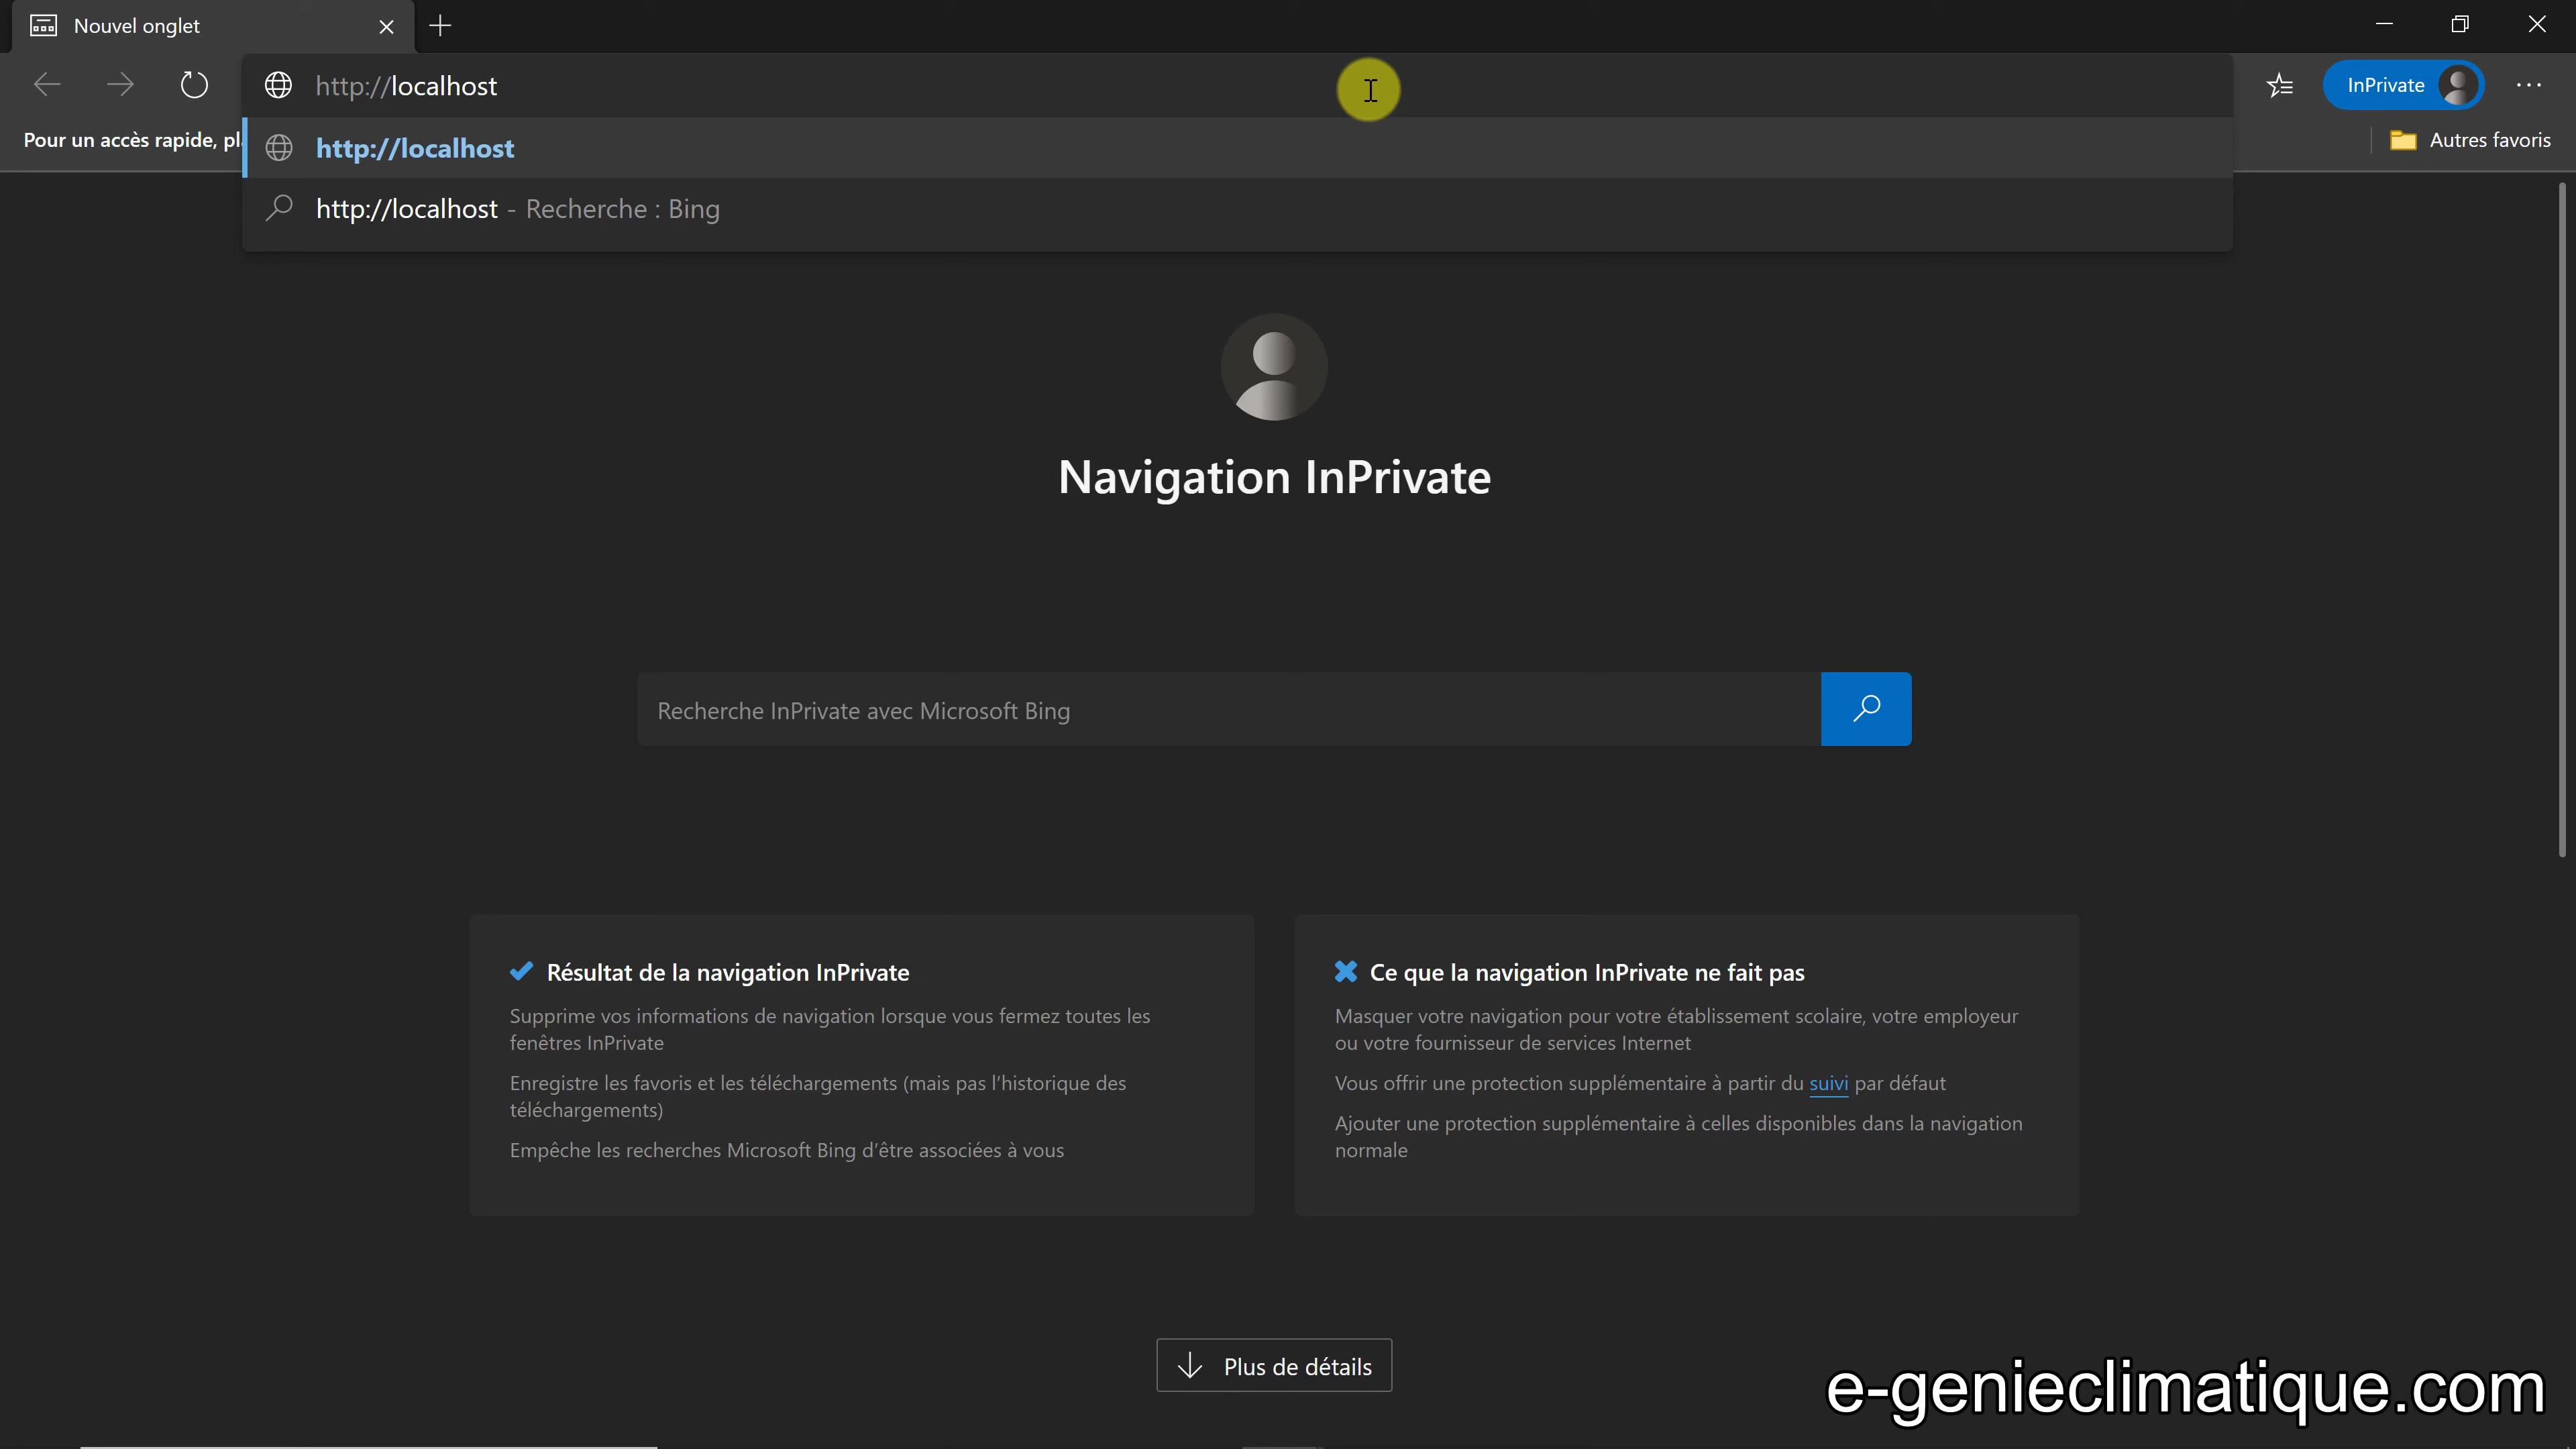 Nouvel onglet
http://localhost
InPrivate
Pour un accès rapide, pl
Autres favoris
http://localhost
http://localhost - Recherche : Bing
Navigation InPrivate
Recherche InPrivate avec Microsoft Bing
Résultat de la navigation InPrivate
Supprime vos informations de navigation lorsque vous fermez toutes les
fenêtres InPrivate
Enregistre les favoris et les téléchargements (mais pas l’historique des
téléchargements)
Empêche les recherches Microsoft Bing d’être associées à vous
Ce que la navigation InPrivate ne fait pas
Masquer votre navigation pour votre établissement scolaire, votre employeur
ou votre fournisseur de services Internet
Vous offrir une protection supplémentaire à partir du suivi par défaut
Ajouter une protection supplémentaire à celles disponibles dans la navigation
normale
Plus de détails
e-genieclimatique.com